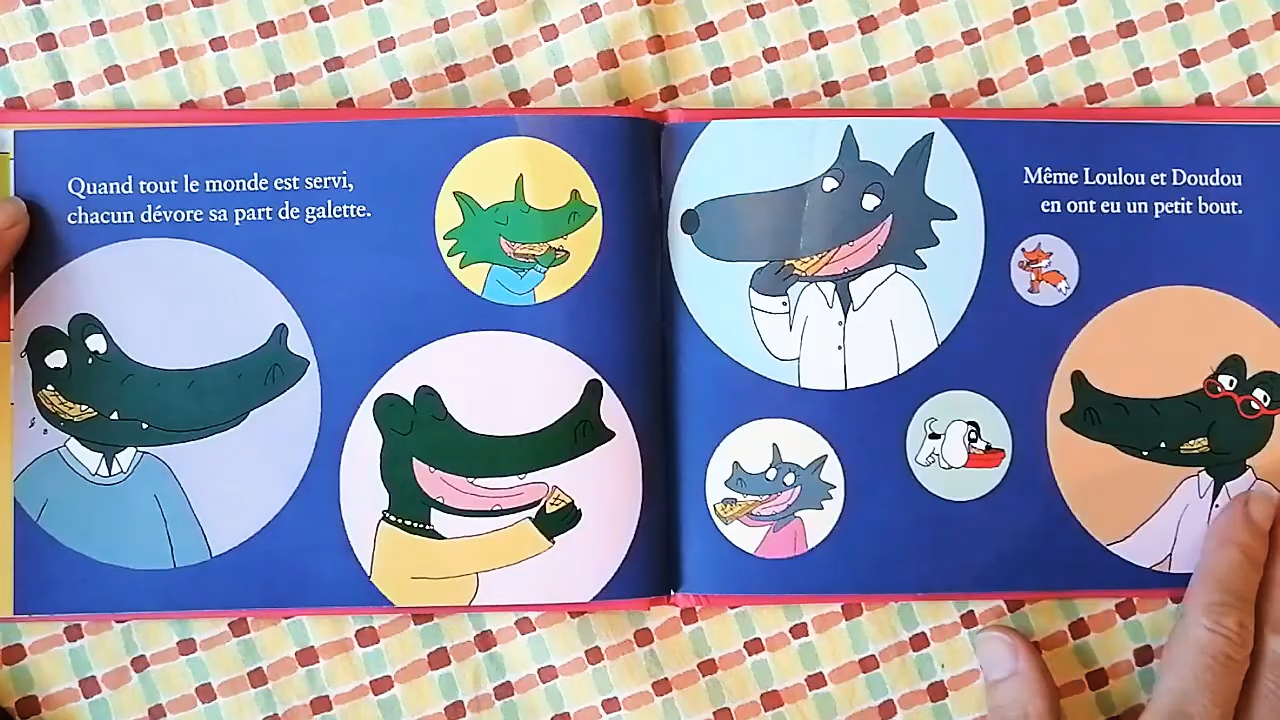 Quand tout le monde est servi,
chacun dévore sa part de galette.
Même Loulou et Doudou
en ont eu un petit bout.